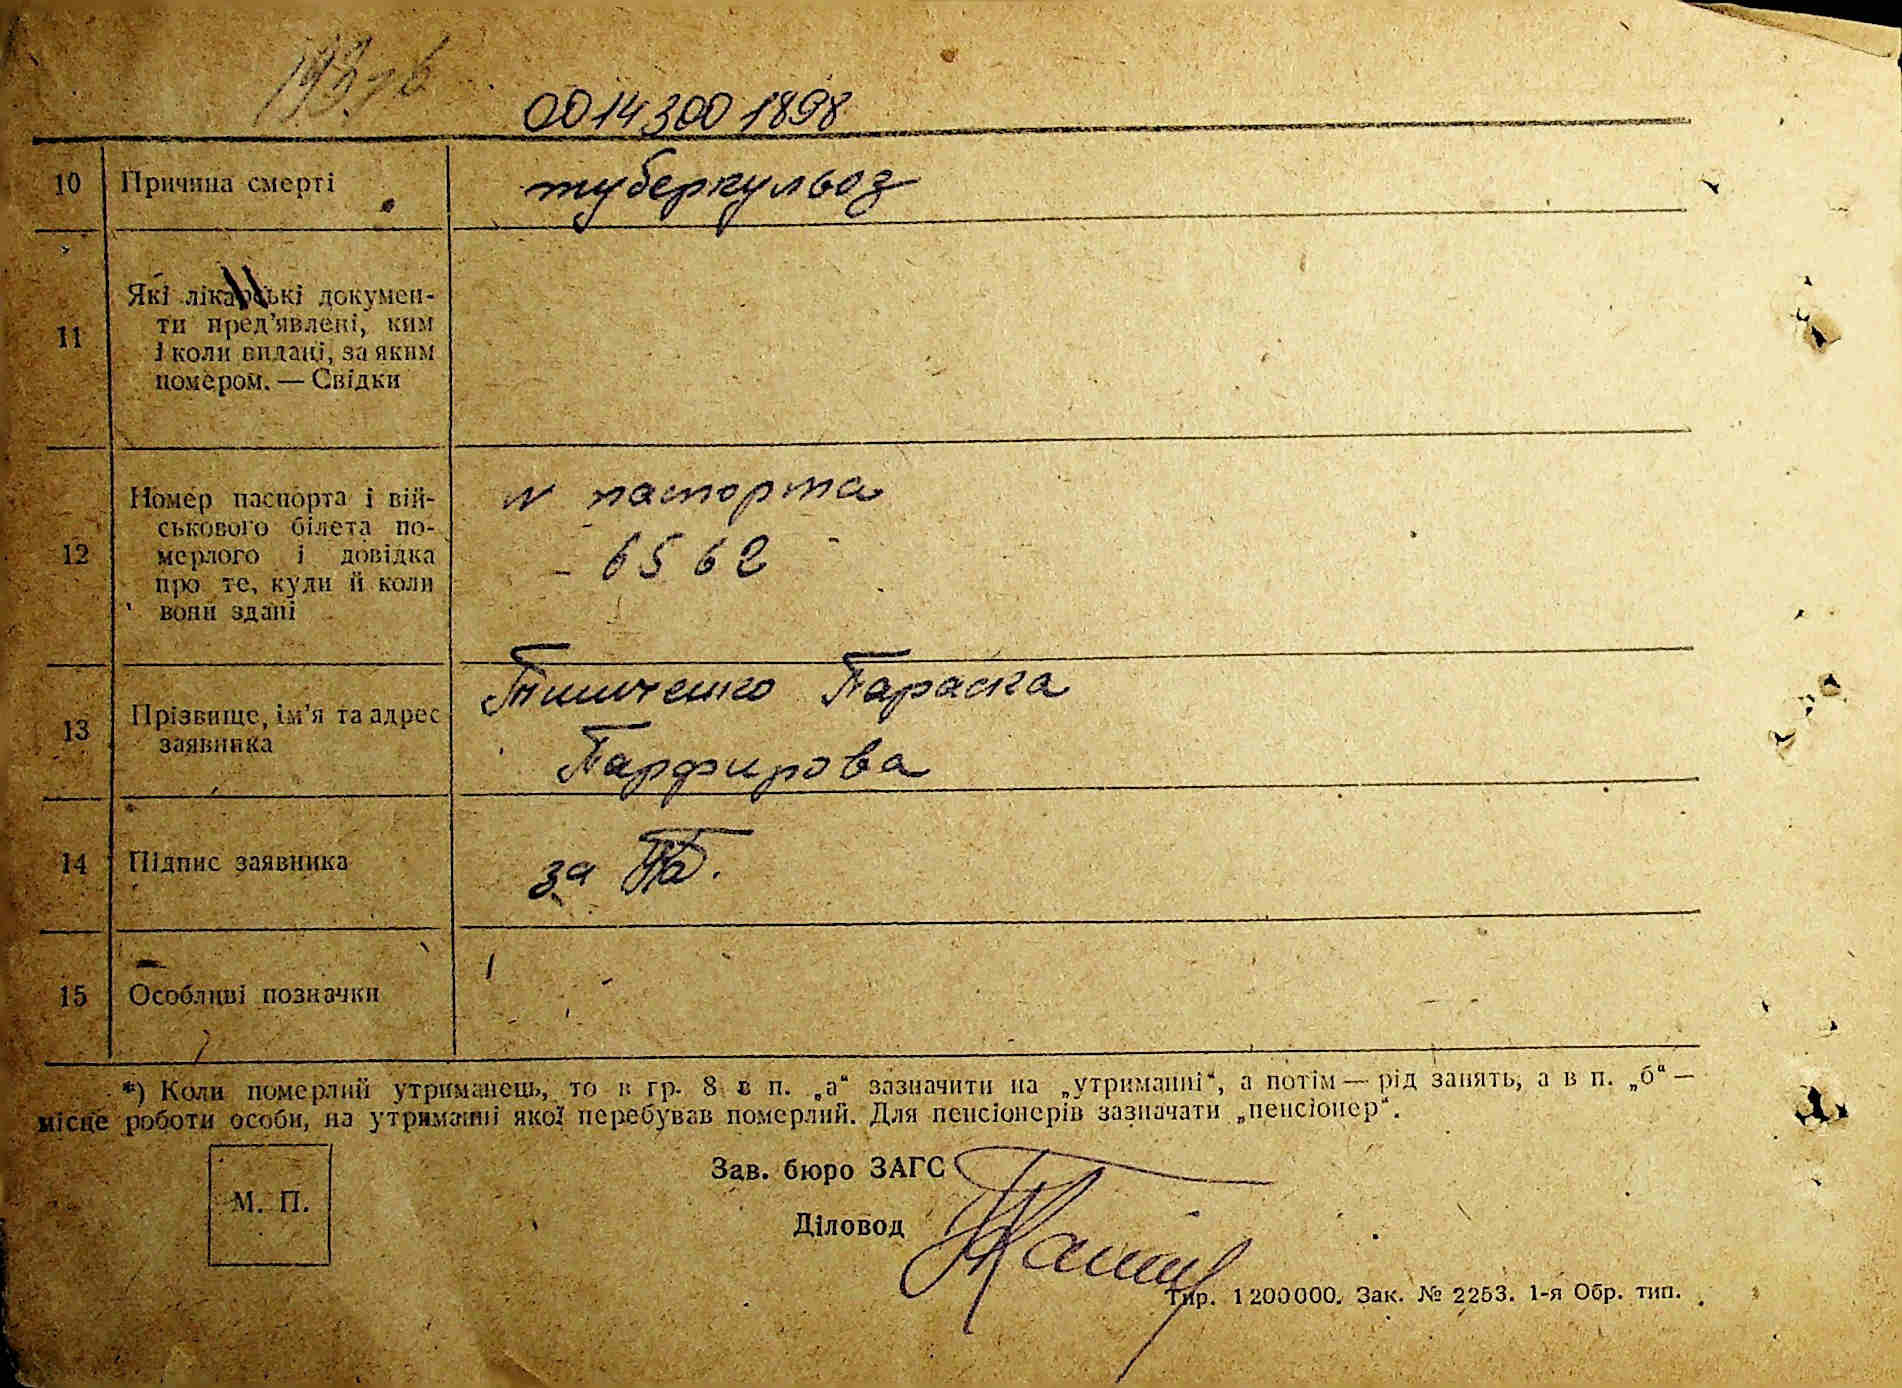 0014300 1898
10 Причина смерті туберкульоз
11 Які лікарські докумен-
ти пред'явлені, ким
і коли видані, за яким
номером. — Свідки
12 Номер паспорта і вій-
ськового білета по-
мерлого і довідка
про те, куди й коли
вони здані
N паспорта
- 6562
13 Прізвище, ім'я та адрес
заявника
Тимченко Параска
Парфирова
14 Підпис заявника за
15 Особливі позначки
*) Коли померлий утриманець, то в гр. 8 в п. „а“ зазначити на „утриманні“, а потім — рід занять, а в п. „б“ —
місце роботи особи, на утриманні якої перебував померлий. Для пенсіонерів зазначати „пенсіонер“.
М. П.
Зав. бюро ЗАГС
Діловод
Тир. 1200000. Зак. № 2253. 1-я Обр. тип.